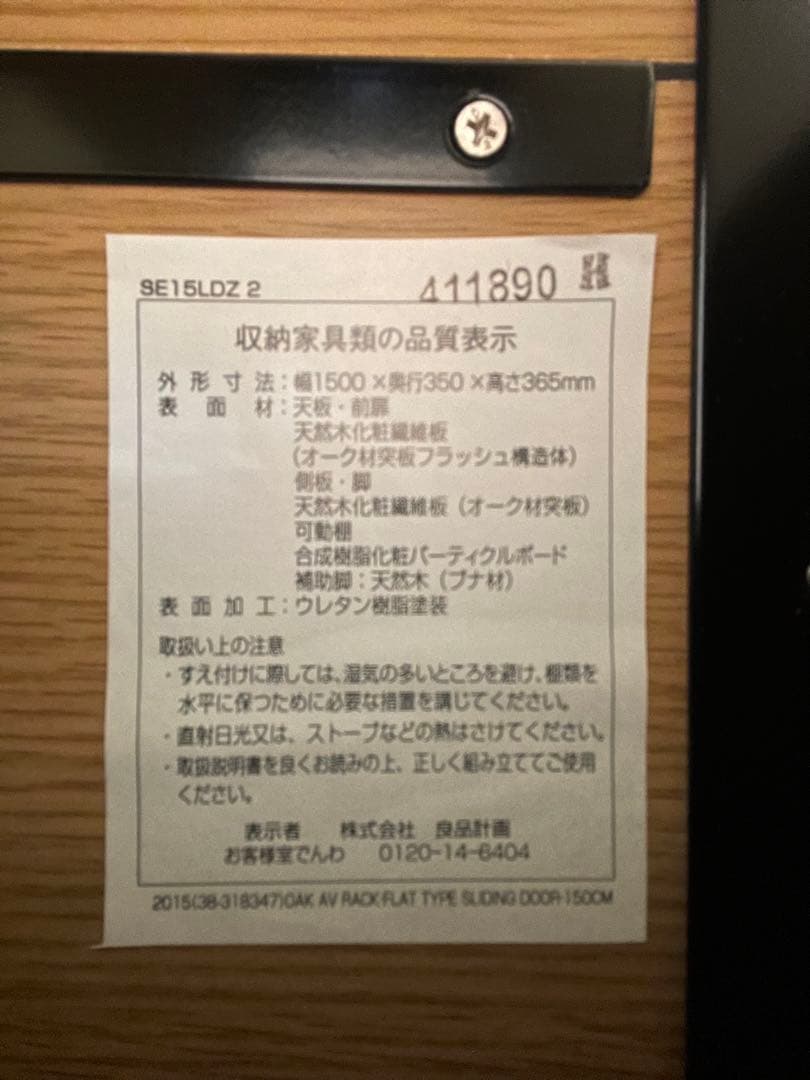 SE15LDZ 2
411890
収納家具類の品質表示
外形寸法:幅1500×奥行350×高さ365mm
表面材:天板・前扉
天然木化粧繊維板
(オーク材突板フラッシュ構造体)
側板・脚
天然木化粧繊維板(オーク材突板)
可動棚
合成樹脂化粧パーティクルボード
補助脚:天然木(ブナ材)
表面加工:ウレタン樹脂塗装
取扱い上の注意
・すえ付けに際しては、湿気の多いところを避け、棚類を
水平に保つために必要な措置を講じてください。
・直射日光又は、ストーブなどの熱はさけてください。
・取扱説明書を良くお読みの上、正しく組み立ててご使用
ください。
表示者 株式会社 良品計画
お客様室でんわ 0120-14-6404
2015(38-318347)OAK AV RACK·FLAT TYPE SLIDING DOOR·150CM